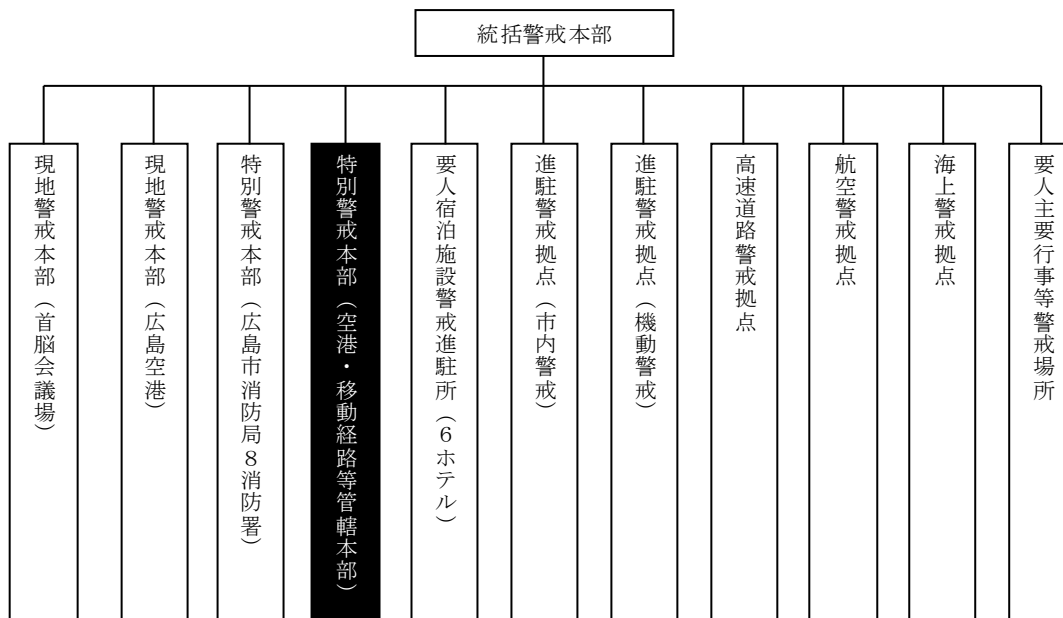 統括警戒本部
現地警戒本部（首脳会議場）
現地警戒本部（広島空港）
特別警戒本部（広島市消防局８消防署）
特別警戒本部（空港・移動経路等管轄本部）
要人宿泊施設警戒進駐所（６ホテル）
進駐警戒拠点（市内警戒）
進駐警戒拠点（機動警戒）
高速道路警戒拠点
航空警戒拠点
海上警戒拠点
要人主要行事等警戒場所